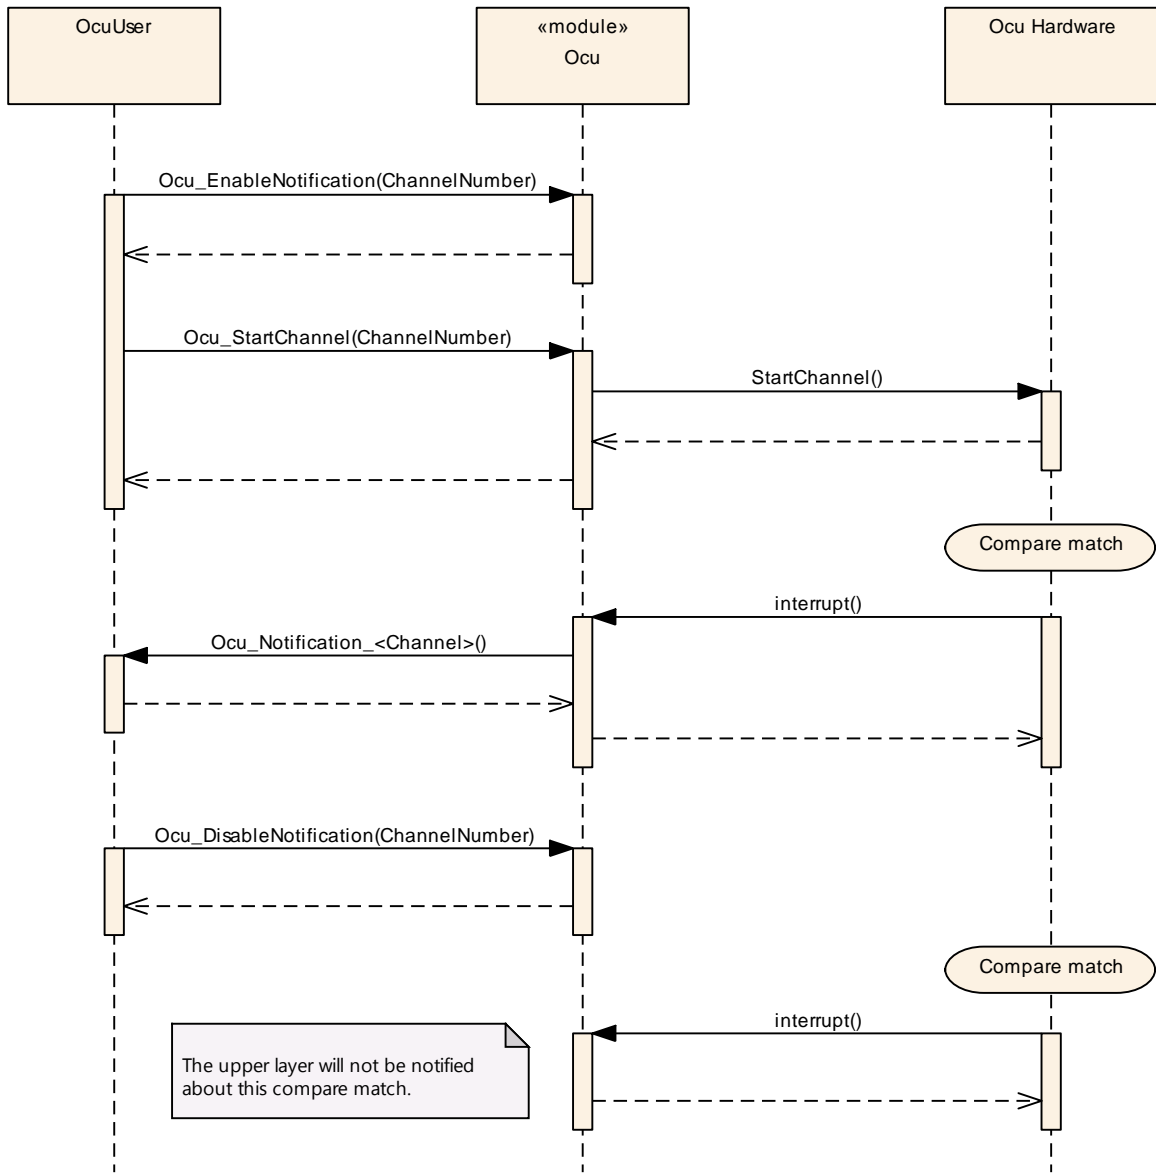 OcuUser
«module»
Ocu
Ocu Hardware
Ocu_EnableNotification(ChannelNumber)
Ocu_StartChannel(ChannelNumber)
StartChannel()
Compare match
interrupt()
Ocu_Notification_<Channel>()
Ocu_DisableNotification(ChannelNumber)
Compare match
interrupt()
The upper layer will not be notified
about this compare match.